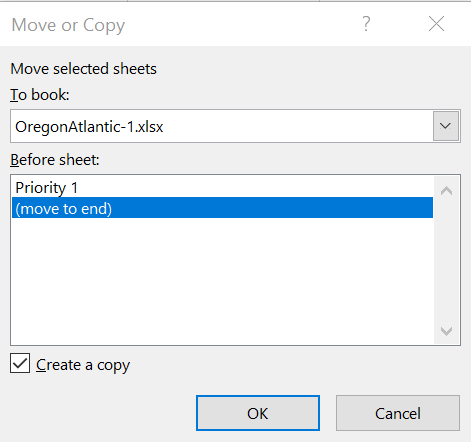 Move or Copy ?
Move selected sheets
To book:
OregonAtlantic-1.xlsx
Before sheet:
Priority 1
(move to end)
Create a copy
OK Cancel